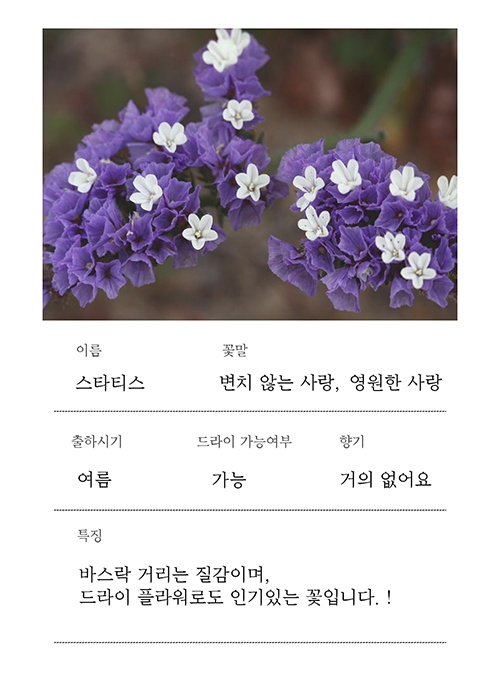 이름 꽃말
스타티스 변치 않는 사랑, 영원한 사랑
출하시기 드라이 가능여부 향기
여름 가능 거의 없어요
특징
바스락 거리는 질감이며,
드라이 플라워로도 인기있는 꽃입니다. !